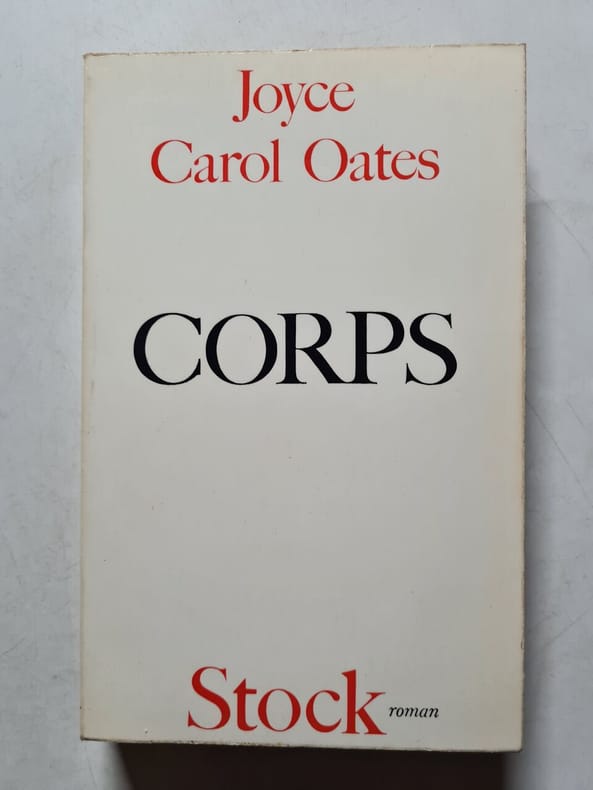 Joyce
Carol Oates
CORPS
Stock roman